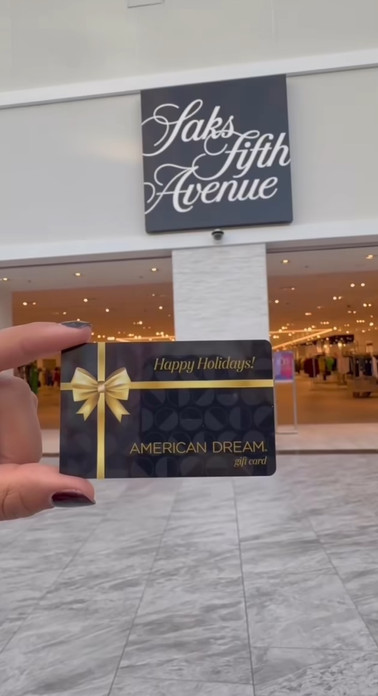 Saks
Fifth
Avenue
Happy Holidays!
AMERICAN DREAM.
gift card